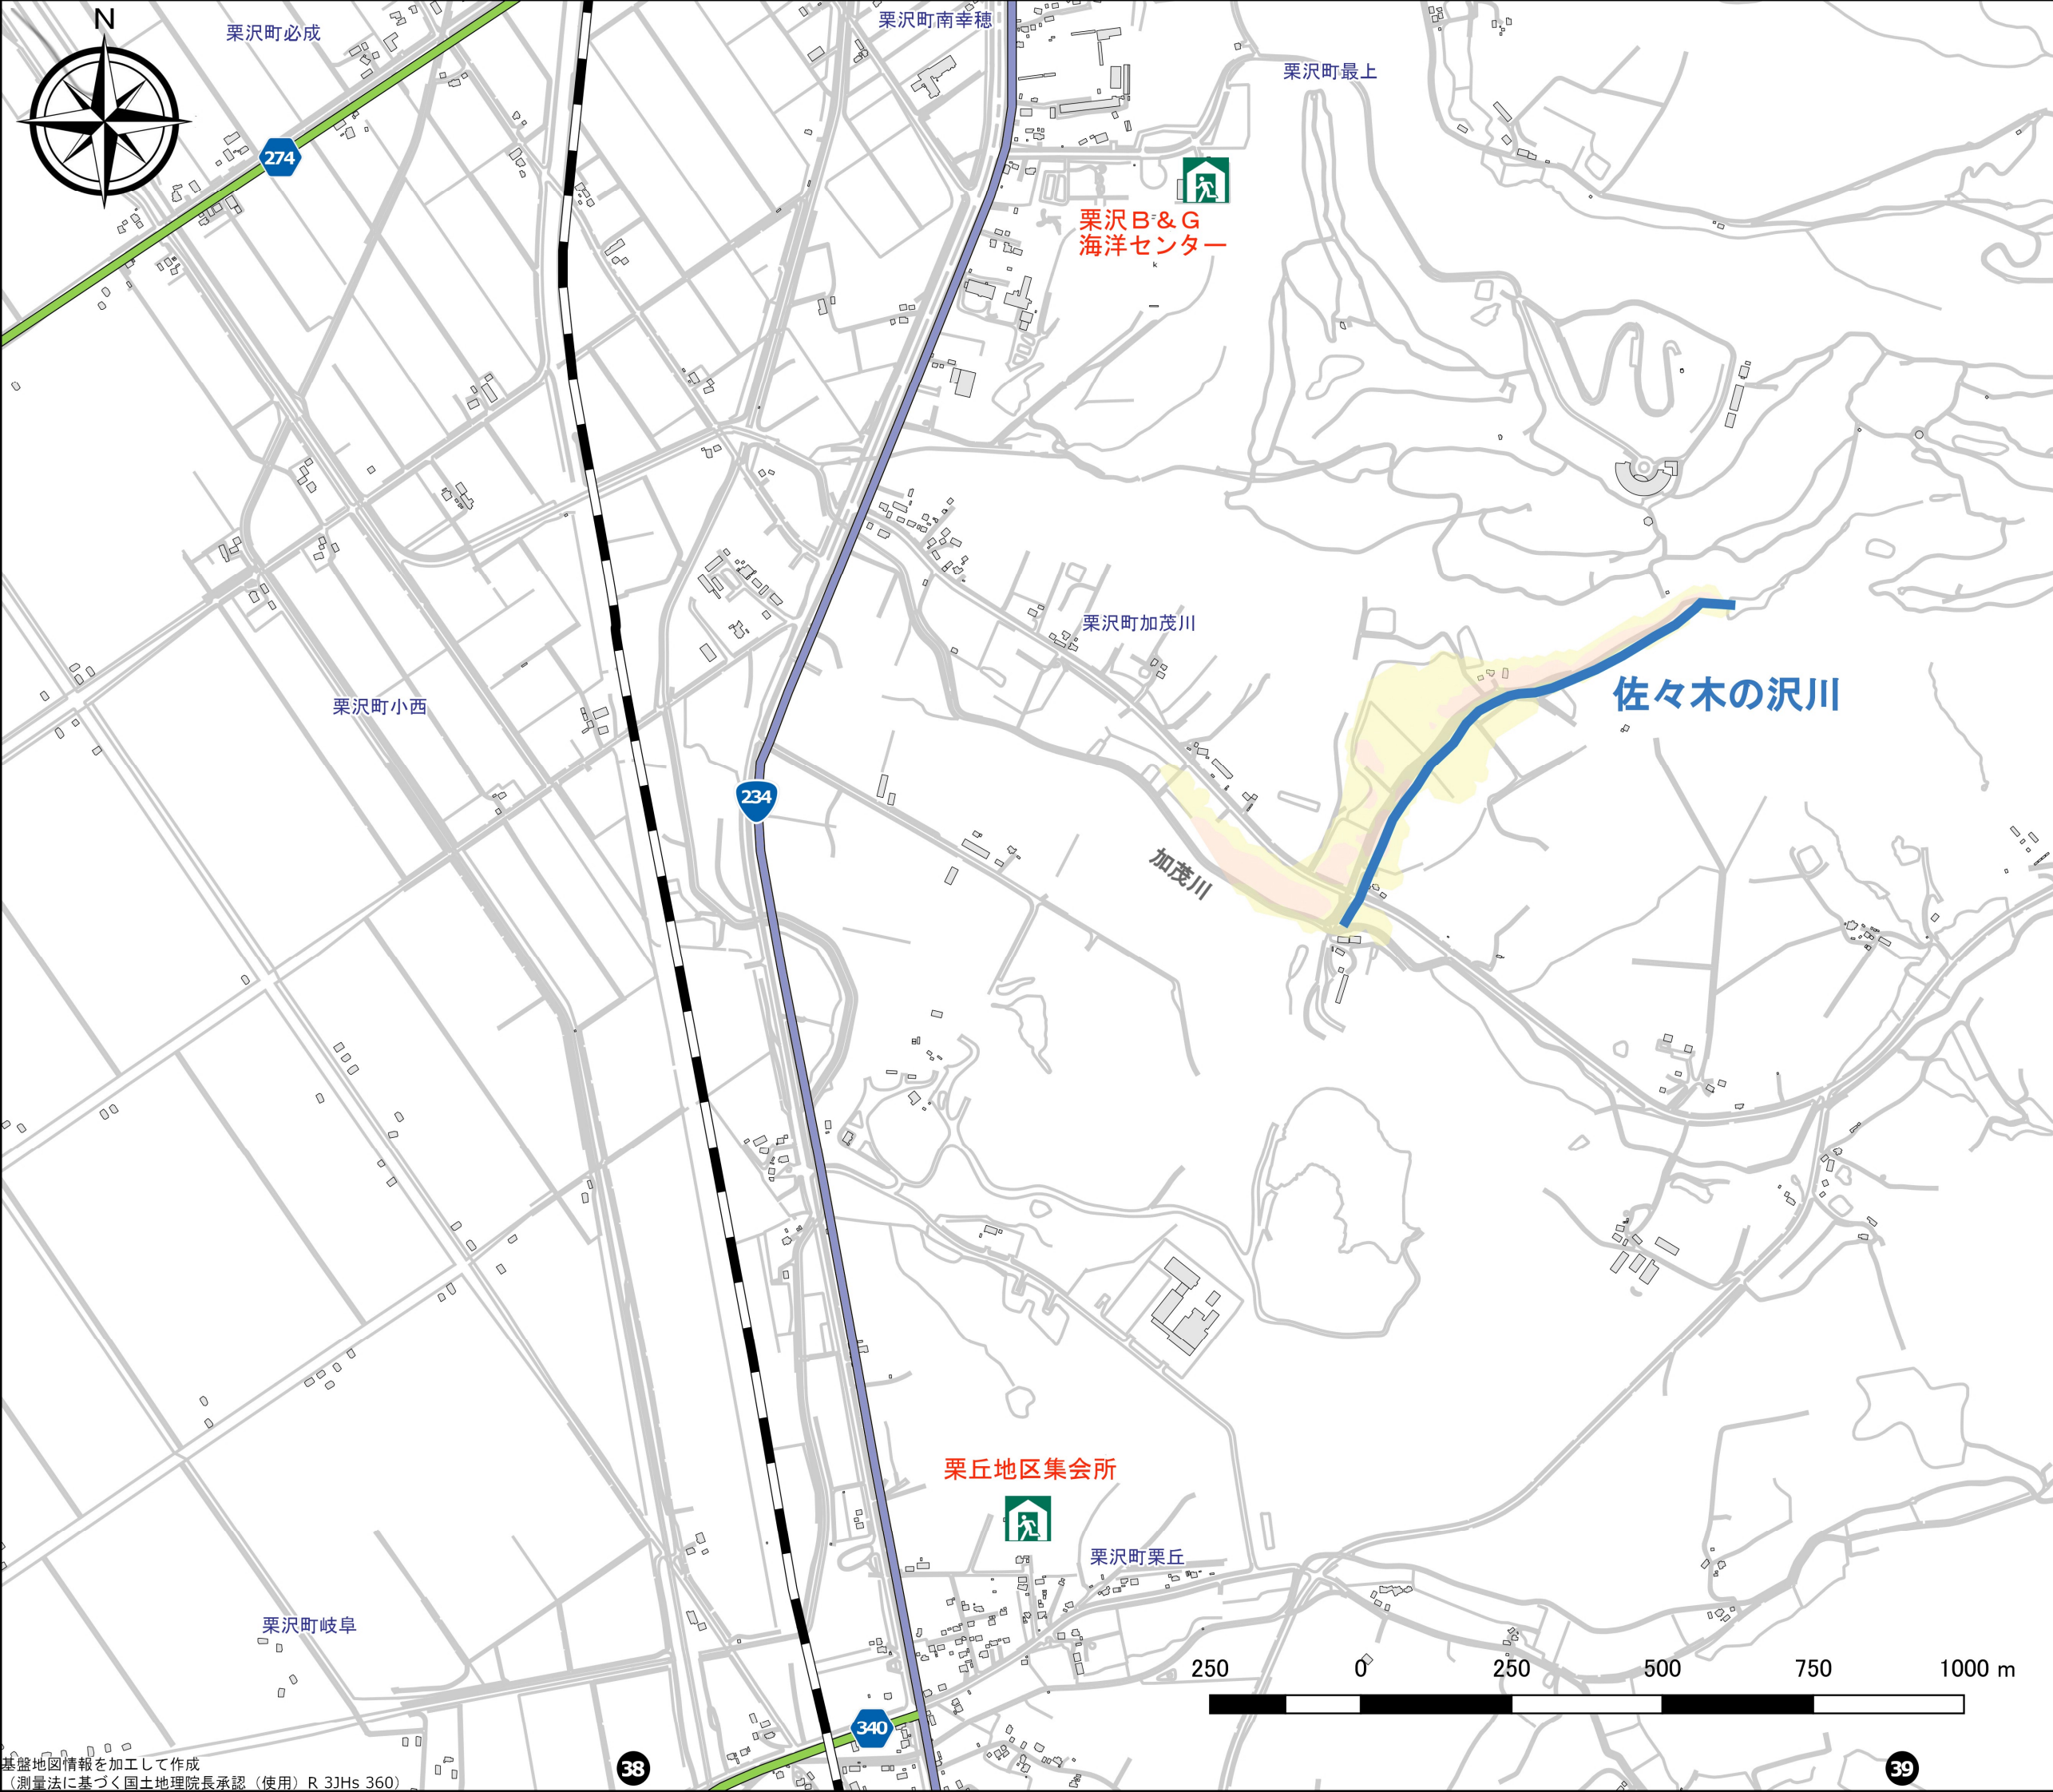 N
栗沢町必成
栗沢町南幸穂
栗沢町最上
274
栗沢B&G
海洋センター
栗沢町加茂川
佐々木の沢川
栗沢町小西
234
加茂川
栗丘地区集会所
栗沢町栗丘
栗沢町岐阜
250 0 250 500 750 1000 m
340
基盤地図情報を加工して作成
(測量法に基づく国土地理院長承認(使用)R 3JHs 360)
38
39